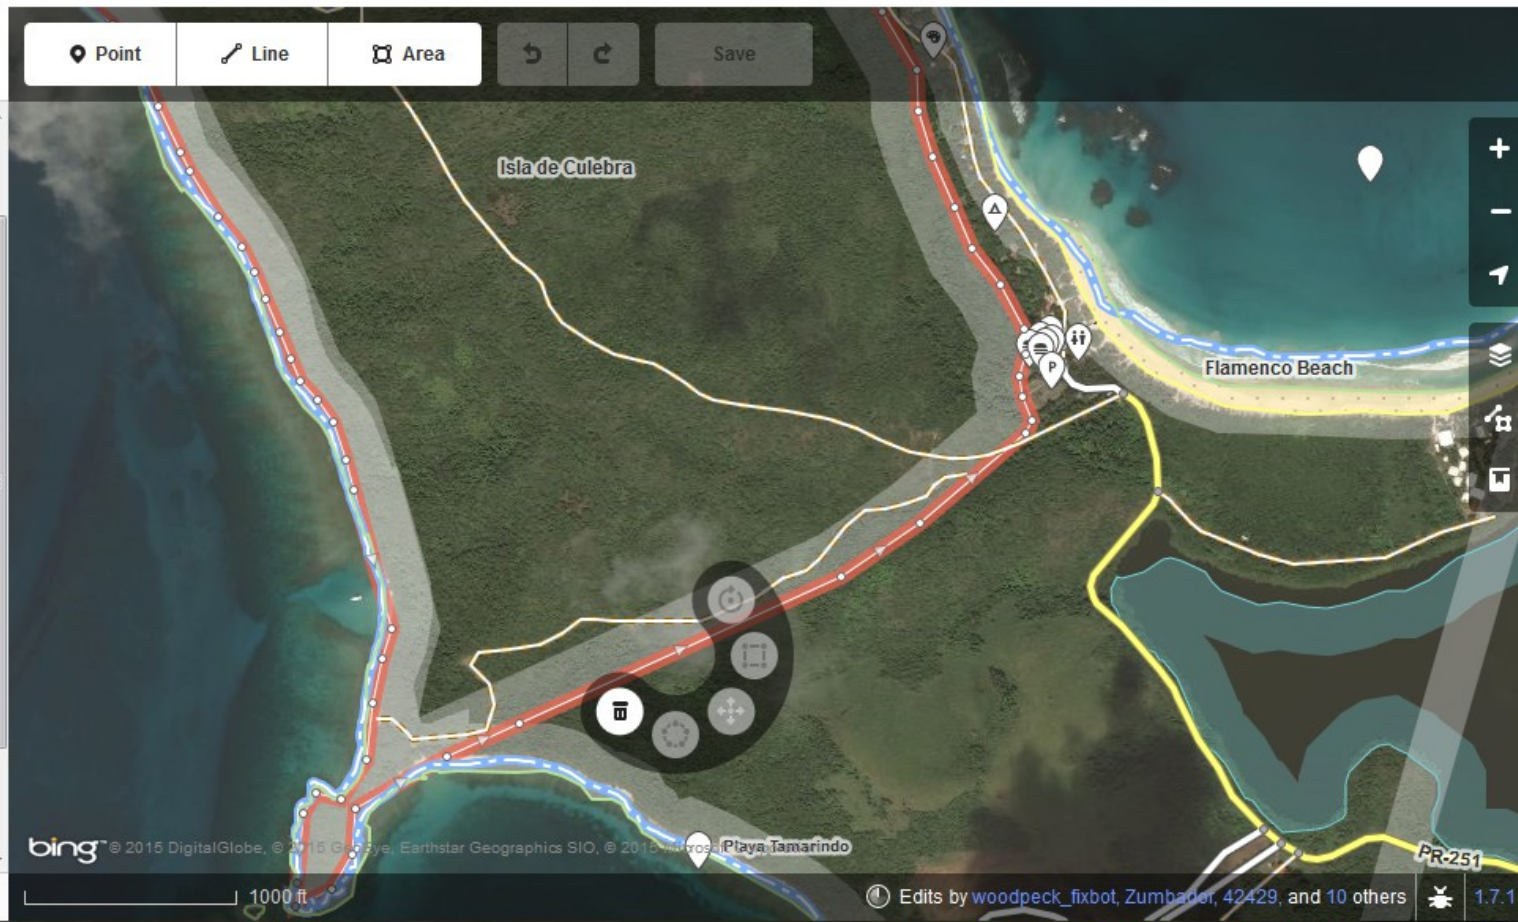 Point
Line
Area
Save
Isla de Culebra
P
Flamenco Beach
bing © 2015 DigitalGlobe, © 2015 GeoEye, Earthstar Geographics SIO, © 2015
Playa Tamarindo
PR-251
1000 ft
Edits by woodpeck_fixbot, Zumbador, 42429, and 10 others
1.7.1